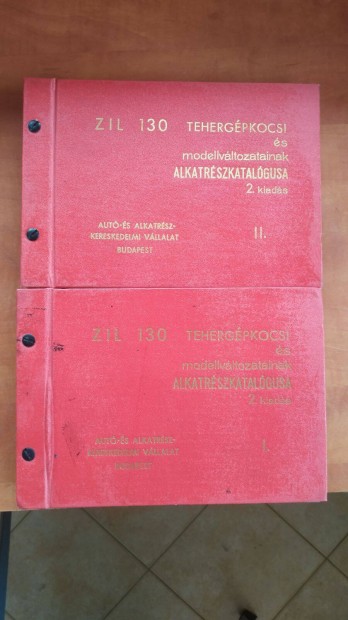 ZIL 130 TEHERGÉPKOCSI
és
modellváltozatainak
ALKATRÉSZKATALÓGUSA
2. kiadás
AUTÓ-ÉS ALKATRÉSZ-
KERESKEDELMI VÁLLALAT
BUDAPEST
II.
ZIL 130 TEHERGÉPKOCSI
és
modellváltozatainak
ALKATRÉSZKATALÓGUSA
2. kiadás
AUTÓ-ÉS ALKATRÉSZ-
KERESKEDELMI VÁLLALAT
BUDAPEST
I.